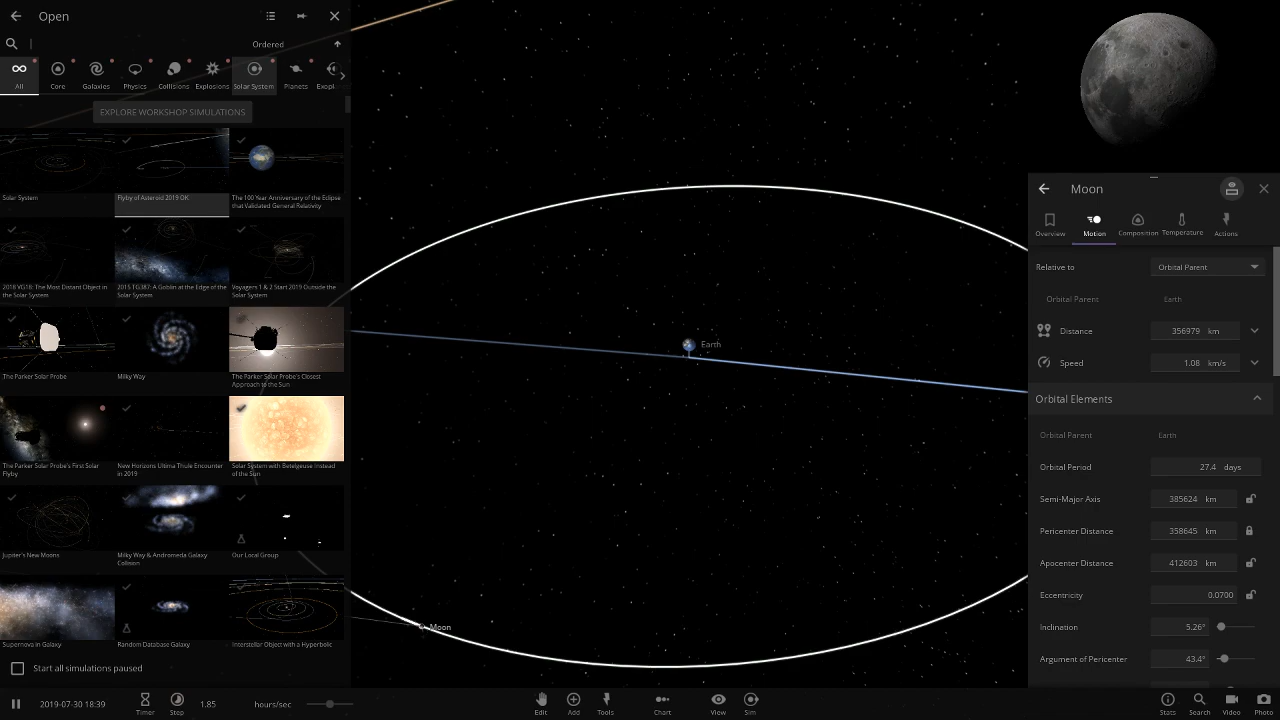 Open
Ordered
All
Core
Galaxies
Physics
Collisions
Explosions
Solar System
Planets
Exopl
EXPLORE WORKSHOP SIMULATIONS
Solar System
Flyby of Asteroid 2019 OK
The 100 Year Anniversary of the Eclipse
that Validated General Relativity
2018 VG18: The Most Distant Object in
the Solar System
2015 TG387: A Goblin at the Edge of the
Solar System
Voyagers 1 & 2 Start 2019 Outside the
Solar System
The Parker Solar Probe
Milky Way
The Parker Solar Probe's Closest
Approach to the Sun
The Parker Solar Probe's First Solar
Flyby
New Horizons Ultima Thule Encounter
in 2019
Solar System with Betelgeuse Instead
of the Sun
Jupiter's New Moons
Milky Way & Andromeda Galaxy
Collision
Our Local Group
Supernova in Galaxy
Random Database Galaxy
Interstellar Object with a Hyperbolic
Start all simulations paused
Earth
Moon
Moon
Overview
Motion
Composition
Temperature
Actions
Relative to
Orbital Parent
Orbital Parent
Earth
Distance
356979 km
Speed
1.08 km/s
Orbital Elements
Orbital Parent
Earth
Orbital Period
27.4 days
Semi-Major Axis
385624 km
Pericenter Distance
358645 km
Apocenter Distance
412603 km
Eccentricity
0.0700
Inclination
5.26°
Argument of Pericenter
43.4°
2019-07-30 18:39
Timer
Step
1.85
hours/sec
Edit
Add
Tools
Chart
View
Sim
Stats
Search
Video
Photo